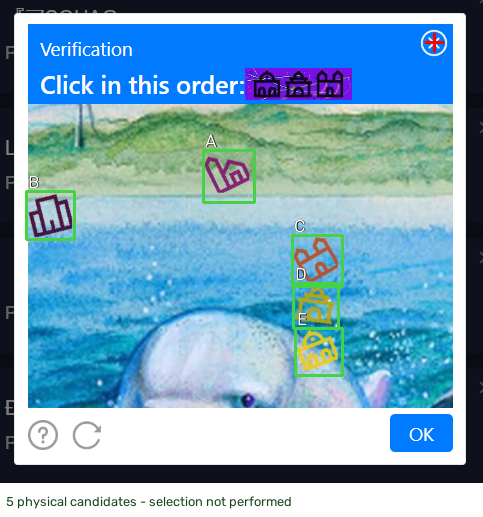 Verification
Click in this order:
A
B
C
D
E
OK
5 physical candidates - selection not performed